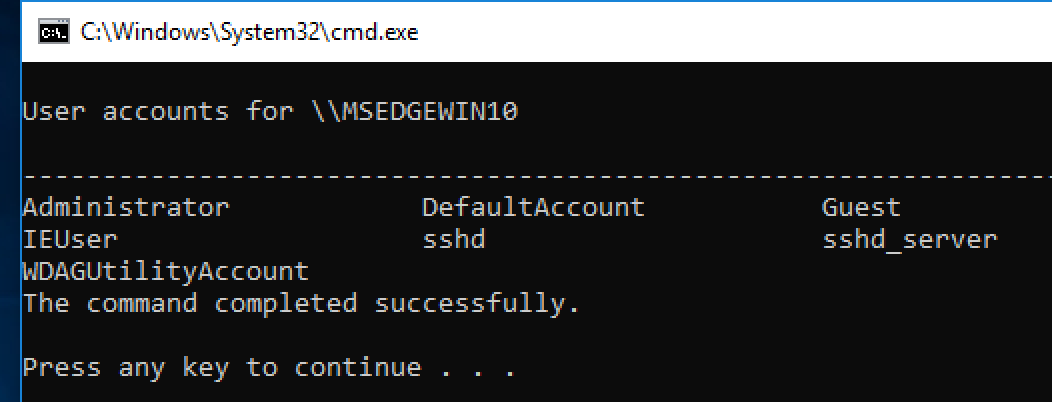 C:\Windows\System32\cmd.exe
User accounts for \\MSEDGEWIN10
-------------------------------------------------------------------------------
Administrator            DefaultAccount           Guest
IEUser                   sshd                     sshd_server
WDAGUtilityAccount
The command completed successfully.
Press any key to continue . . .